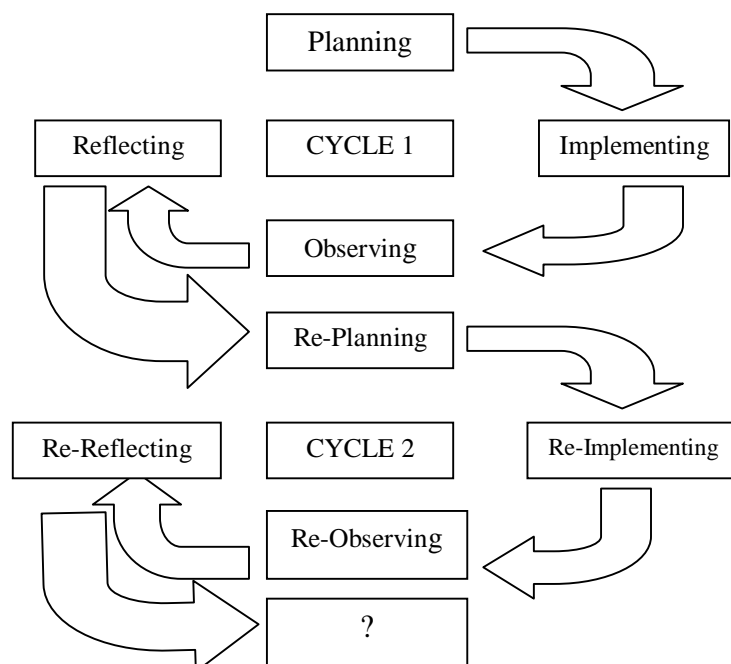 Planning
Reflecting
CYCLE 1
Implementing
Observing
Re-Planning
Re-Reflecting
CYCLE 2
Re-Implementing
Re-Observing
?